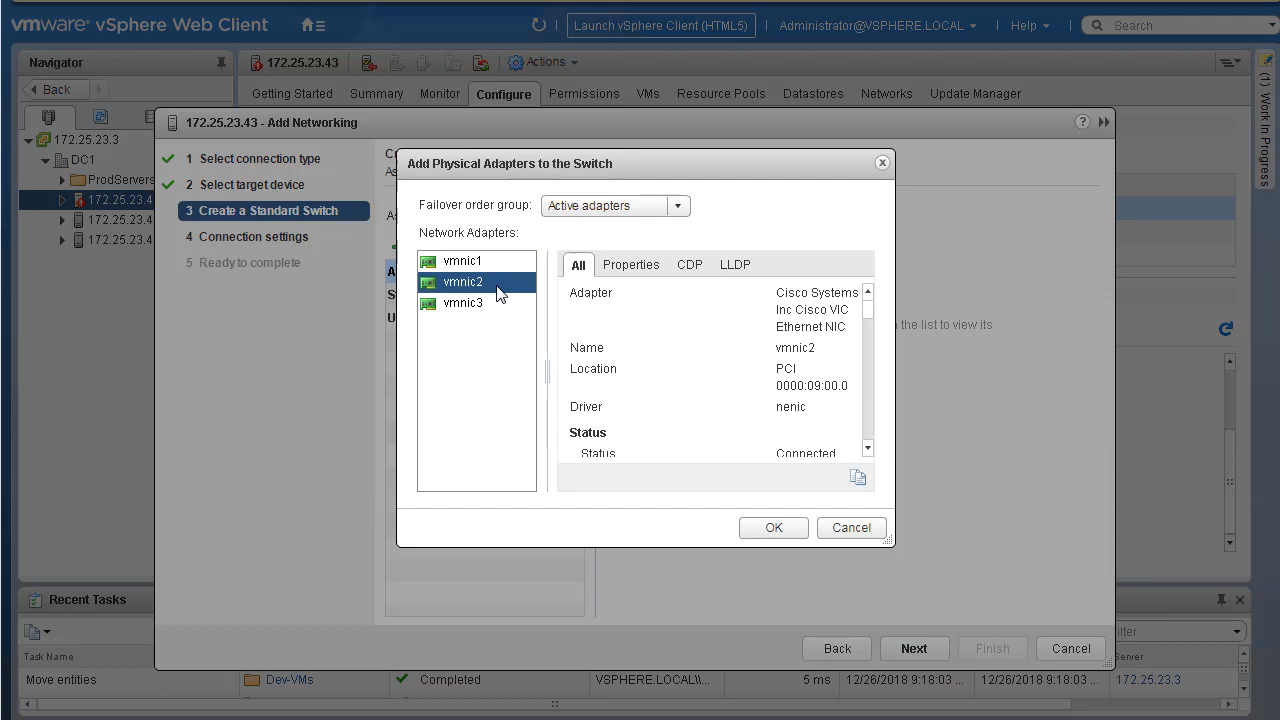 vmware® vSphere Web Client
Launch vSphere Client (HTML5)
Administrator@VSPHERE.LOCAL
Help
Search
Navigator
172.25.23.43
Actions
Back
Getting Started
Summary
Monitor
Configure
Permissions
VMs
Resource Pools
Datastores
Networks
Update Manager
(1) Work In Progress
172.25.23.3
DC1
ProdServers
172.25.23.4
172.25.23.4
172.25.23.4
172.25.23.43 - Add Networking
1 Select connection type
2 Select target device
3 Create a Standard Switch
4 Connection settings
5 Ready to complete
Add Physical Adapters to the Switch
Failover order group:
Active adapters
Network Adapters:
vmnic1
vmnic2
vmnic3
All
Properties
CDP
LLDP
Adapter
Cisco Systems
Inc Cisco VIC
Ethernet NIC
Name
vmnic2
Location
PCI
0000:09:00.0
Driver
nenic
Status
Status
Connected
OK
Cancel
the list to view its
Back
Next
Finish
Cancel
Recent Tasks
Task Name
Server
Move entities
Dev-VMs
Completed
VSPHERE.LOCAL\\...
5 ms
12/26/2018 9:18:03 ...
12/26/2018 9:18:03 ...
172.25.23.3